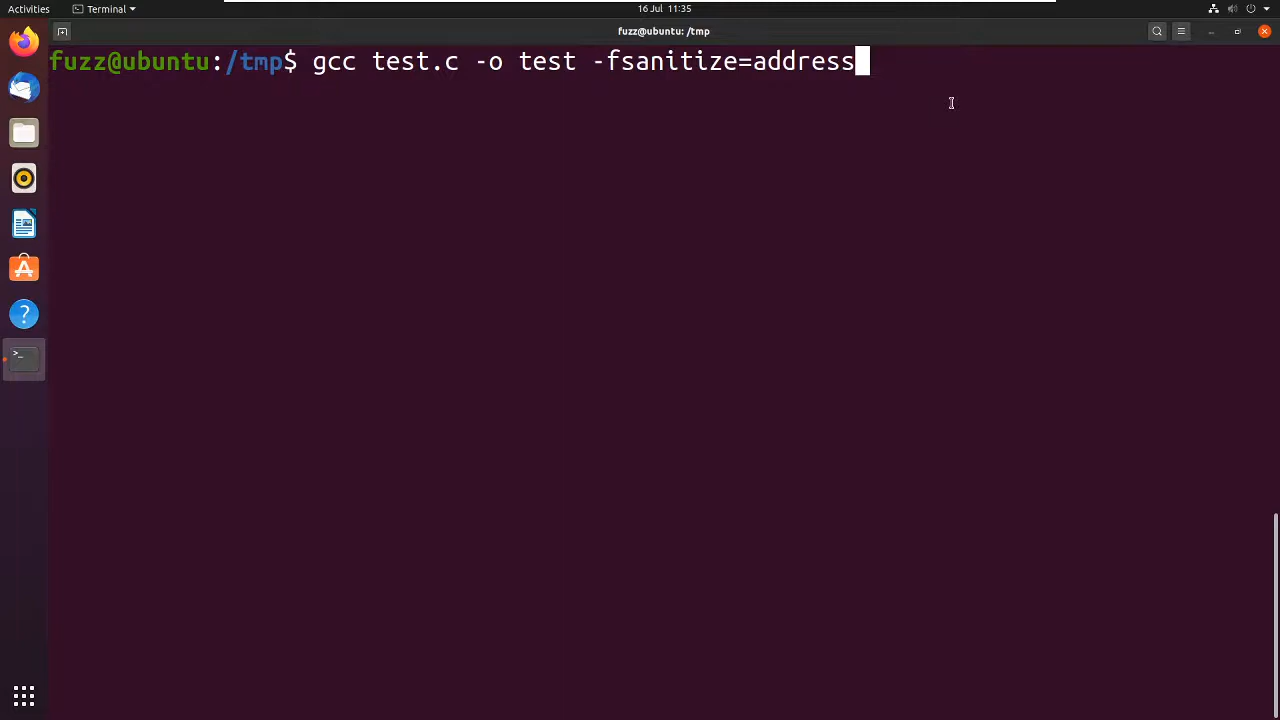 Activities
Terminal
16 Jul 11:35
fuzz@ubuntu: /tmp
fuzz@ubuntu:/tmp$ gcc test.c -o test -fsanitize=address